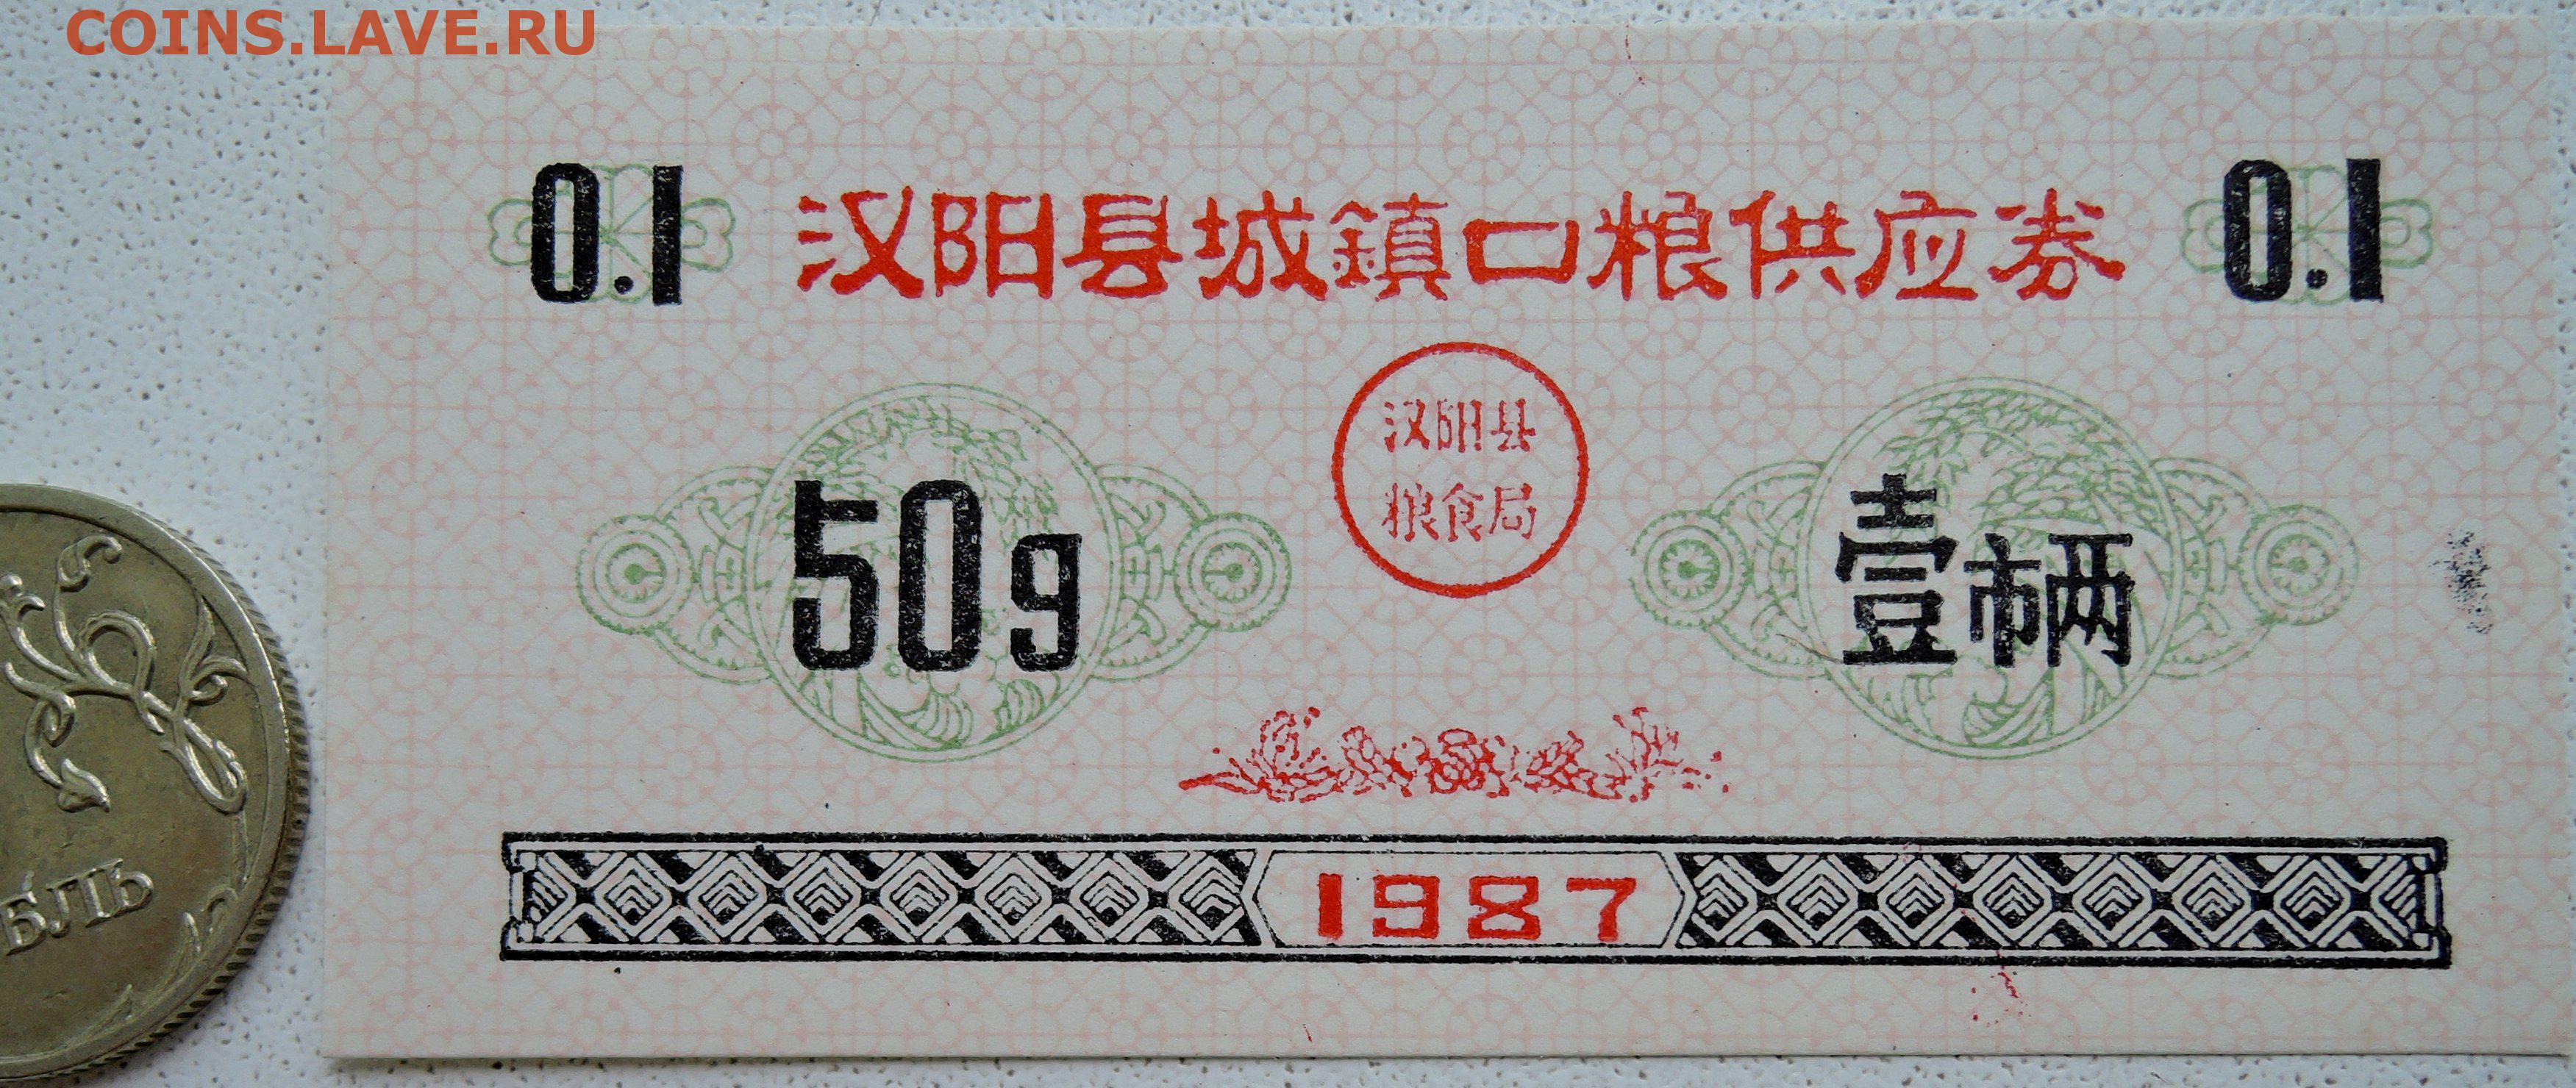 COINS.LAVE.RU
0.1 汉阳县城鎮口粮供应券 0.1
汉阳县
粮食局
50g 壹市两
1987
БЛЬ